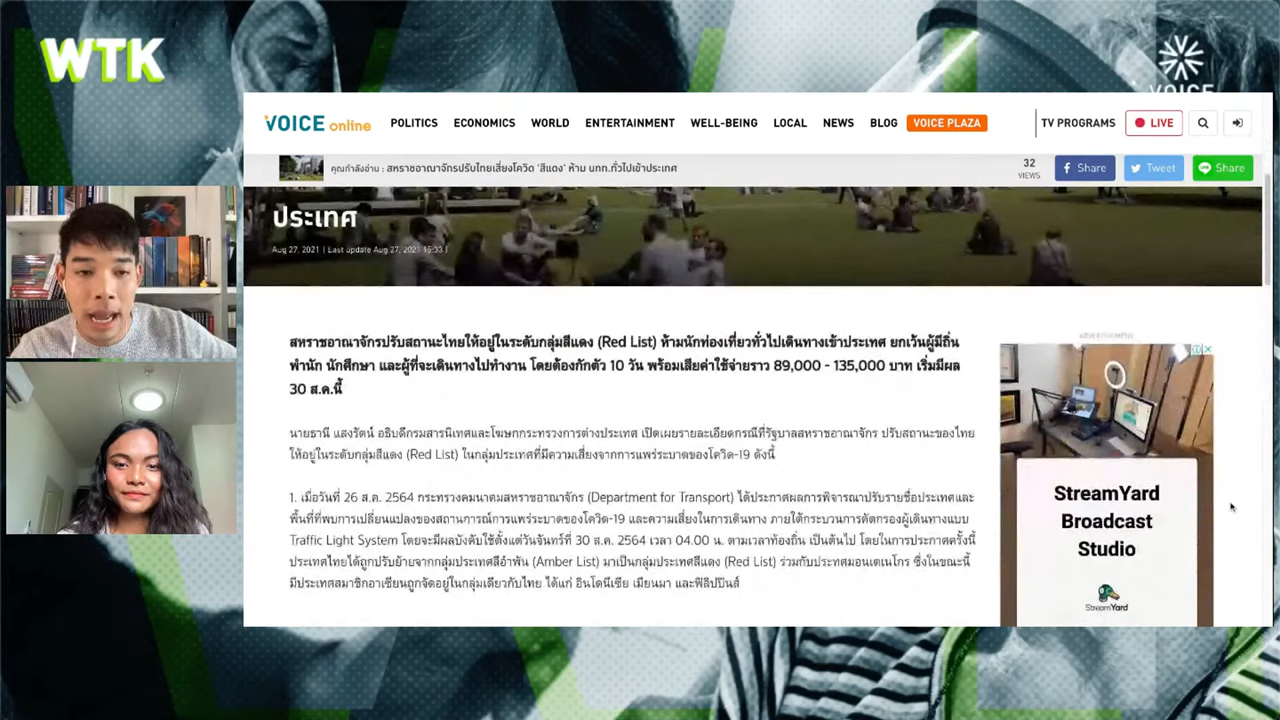 WTK
VOICE
VOICE online
POLITICS ECONOMICS WORLD ENTERTAINMENT WELL-BEING LOCAL NEWS BLOG VOICE PLAZA
TV PROGRAMS LIVE
คุณกำลังอ่าน : สหราชอาณาจักรปรับไทยเสี่ยงโควิด 'สีแดง' ห้าม นทท.ทั่วไปเข้าประเทศ
32
VIEWS
Share Tweet Share
ประเทศ
Aug 27, 2021 | Last update Aug 27, 2021 15:33 |
สหราชอาณาจักรปรับสถานะไทยให้อยู่ในระดับกลุ่มสีแดง (Red List) ห้ามนักท่องเที่ยวทั่วไปเดินทางเข้าประเทศ ยกเว้นผู้มีถิ่น
พำนัก นักศึกษา และผู้ที่จะเดินทางไปทำงาน โดยต้องกักตัว 10 วัน พร้อมเสียค่าใช้จ่ายราว 89,000 - 135,000 บาท เริ่มมีผล
30 ส.ค.นี้
นายธานี แสงรัตน์ อธิบดีกรมสารนิเทศและโฆษกกระทรวงการต่างประเทศ เปิดเผยรายละเอียดกรณีที่รัฐบาลสหราชอาณาจักร ปรับสถานะของไทย
ให้อยู่ในระดับกลุ่มสีแดง (Red List) ในกลุ่มประเทศที่มีความเสี่ยงจากการแพร่ระบาดของโควิด-19 ดังนี้
1. เมื่อวันที่ 26 ส.ค. 2564 กระทรวงคมนาคมสหราชอาณาจักร (Department for Transport) ได้ประกาศผลการพิจารณาปรับรายชื่อประเทศและ
พื้นที่ที่พบการเปลี่ยนแปลงของสถานการณ์การแพร่ระบาดของโควิด-19 และความเสี่ยงในการเดินทาง ภายใต้กระบวนการคัดกรองผู้เดินทางแบบ
Traffic Light System โดยจะมีผลบังคับใช้ตั้งแต่วันจันทร์ที่ 30 ส.ค. 2564 เวลา 04.00 น. ตามเวลาท้องถิ่น เป็นต้นไป โดยในการประกาศครั้งนี้
ประเทศไทยได้ถูกปรับย้ายจากกลุ่มประเทศสีอำพัน (Amber List) มาเป็นกลุ่มประเทศสีแดง (Red List) ร่วมกับประเทศมอนเตเนโกร ซึ่งในขณะนี้
มีประเทศสมาชิกอาเซียนถูกจัดอยู่ในกลุ่มเดียวกับไทย ได้แก่ อินโดนีเซีย เมียนมา และฟิลิปปินส์
ADVERTISEMENT
StreamYard
Broadcast
Studio
StreamYard